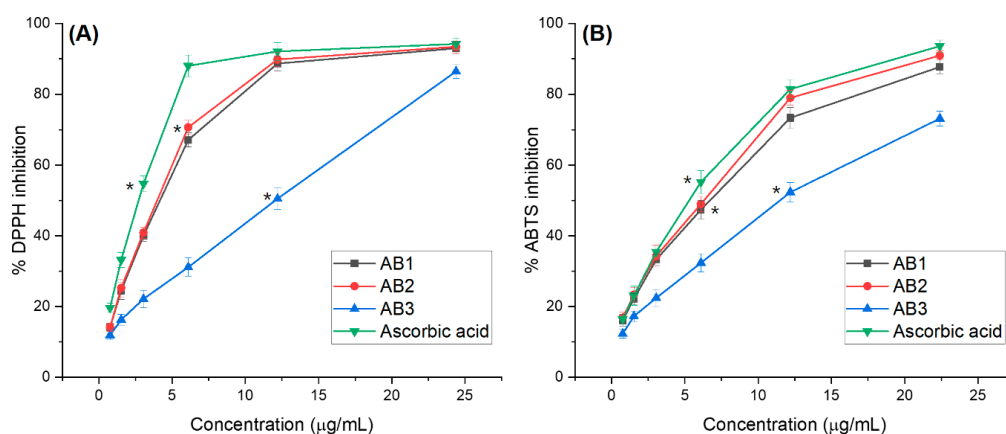 (A)
% DPPH inhibition
100
80
60
40
20
0
*
*
*
AB1
AB2
AB3
Ascorbic acid
0
5
10
15
20
25
Concentration (μg/mL)
(B)
% ABTS inhibition
100
80
60
40
20
0
*
*
*
AB1
AB2
AB3
Ascorbic acid
0
5
10
15
20
25
Concentration (μg/mL)